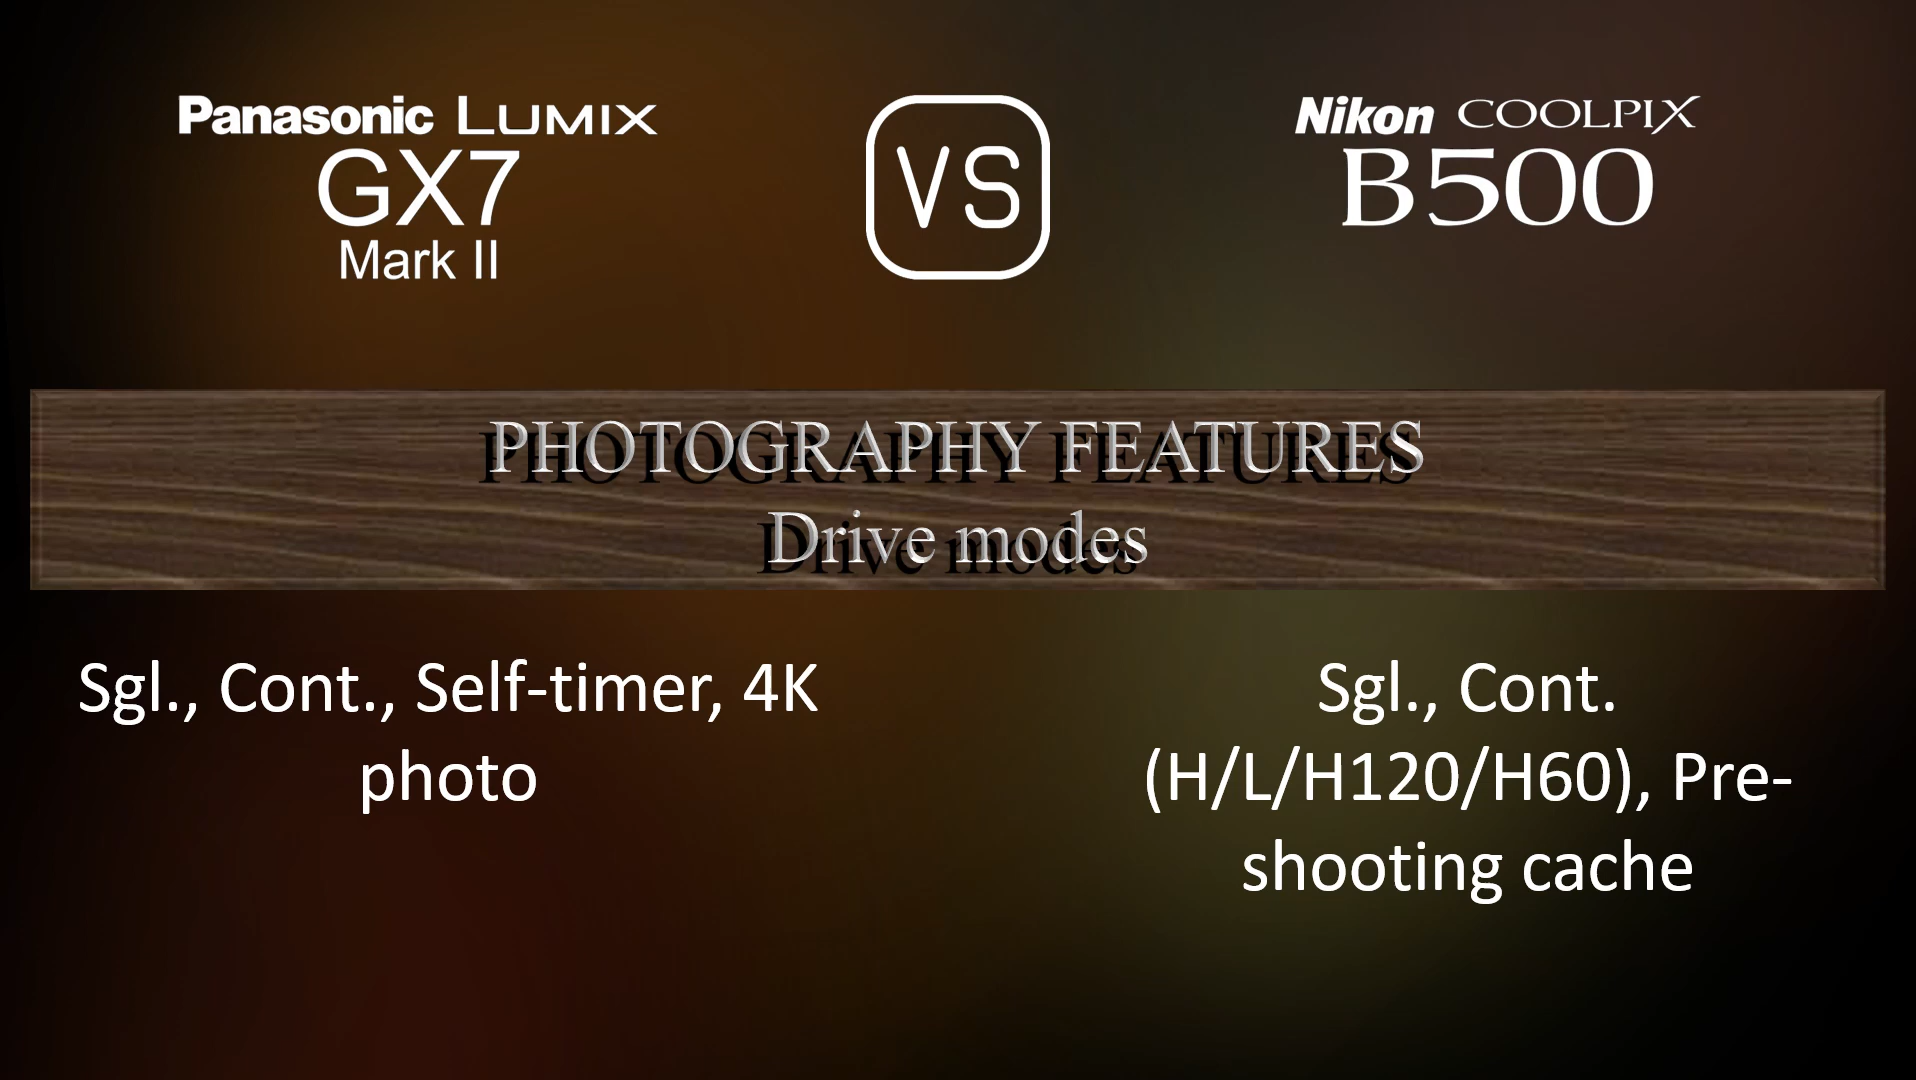 Panasonic LUMIX
GX7
Mark II
VS
Nikon COOLPIX
B500
PHOTOGRAPHY FEATURES
Drive modes
Sgl., Cont., Self-timer, 4K
photo
Sgl., Cont.
(H/L/H120/H60), Pre-
shooting cache